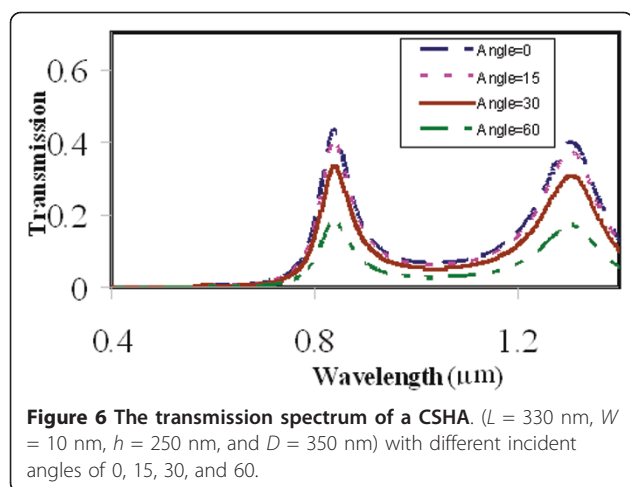 Transmission
0.6
0.4
0.2
0
Angle=0
Angle=15
Angle=30
Angle=60
0.4
0.8
1.2
Wavelength (μm)
Figure 6 The transmission spectrum of a CSHA. (L = 330 nm, W
= 10 nm, h = 250 nm, and D = 350 nm) with different incident
angles of 0, 15, 30, and 60.